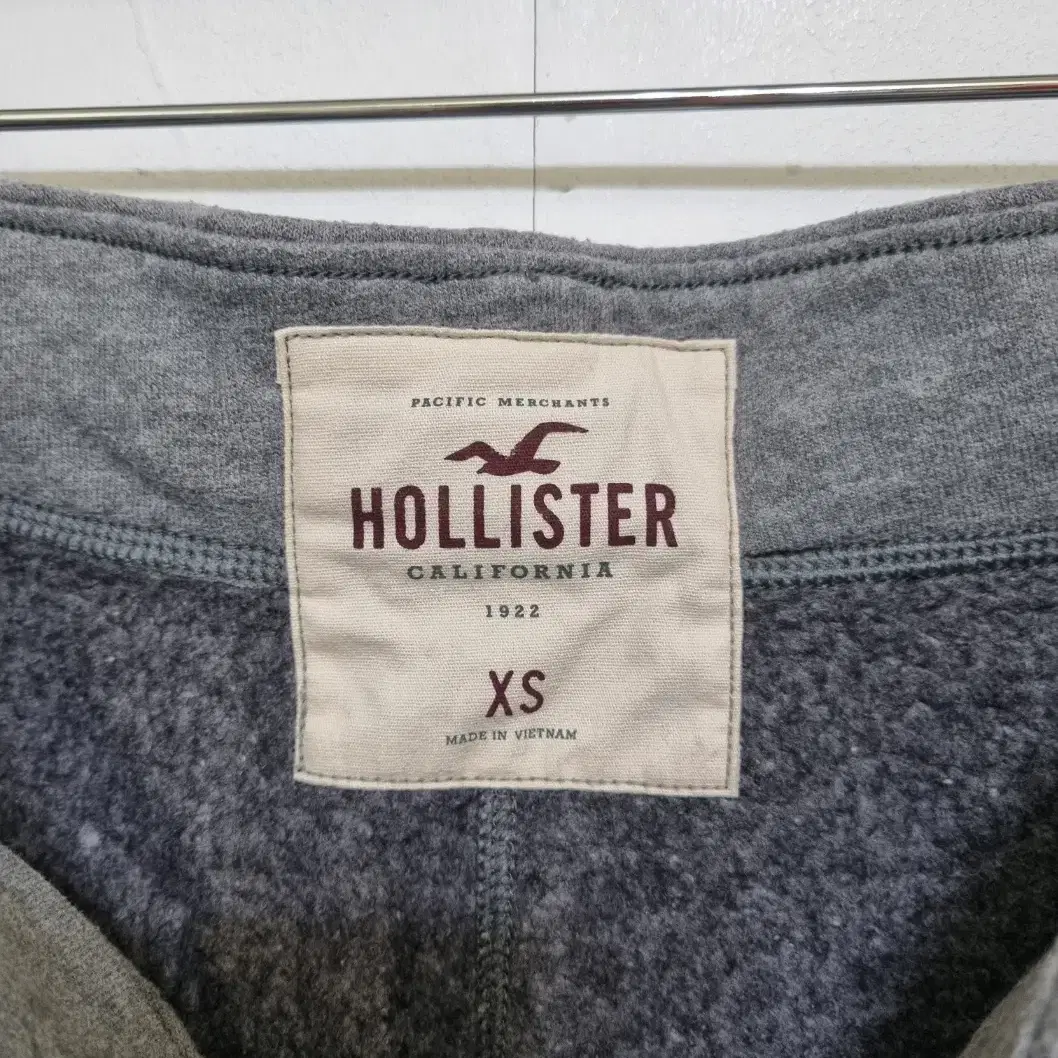 PACIFIC MERCHANTS
HOLLISTER
CALIFORNIA
1922
XS
MADE IN VIETNAM